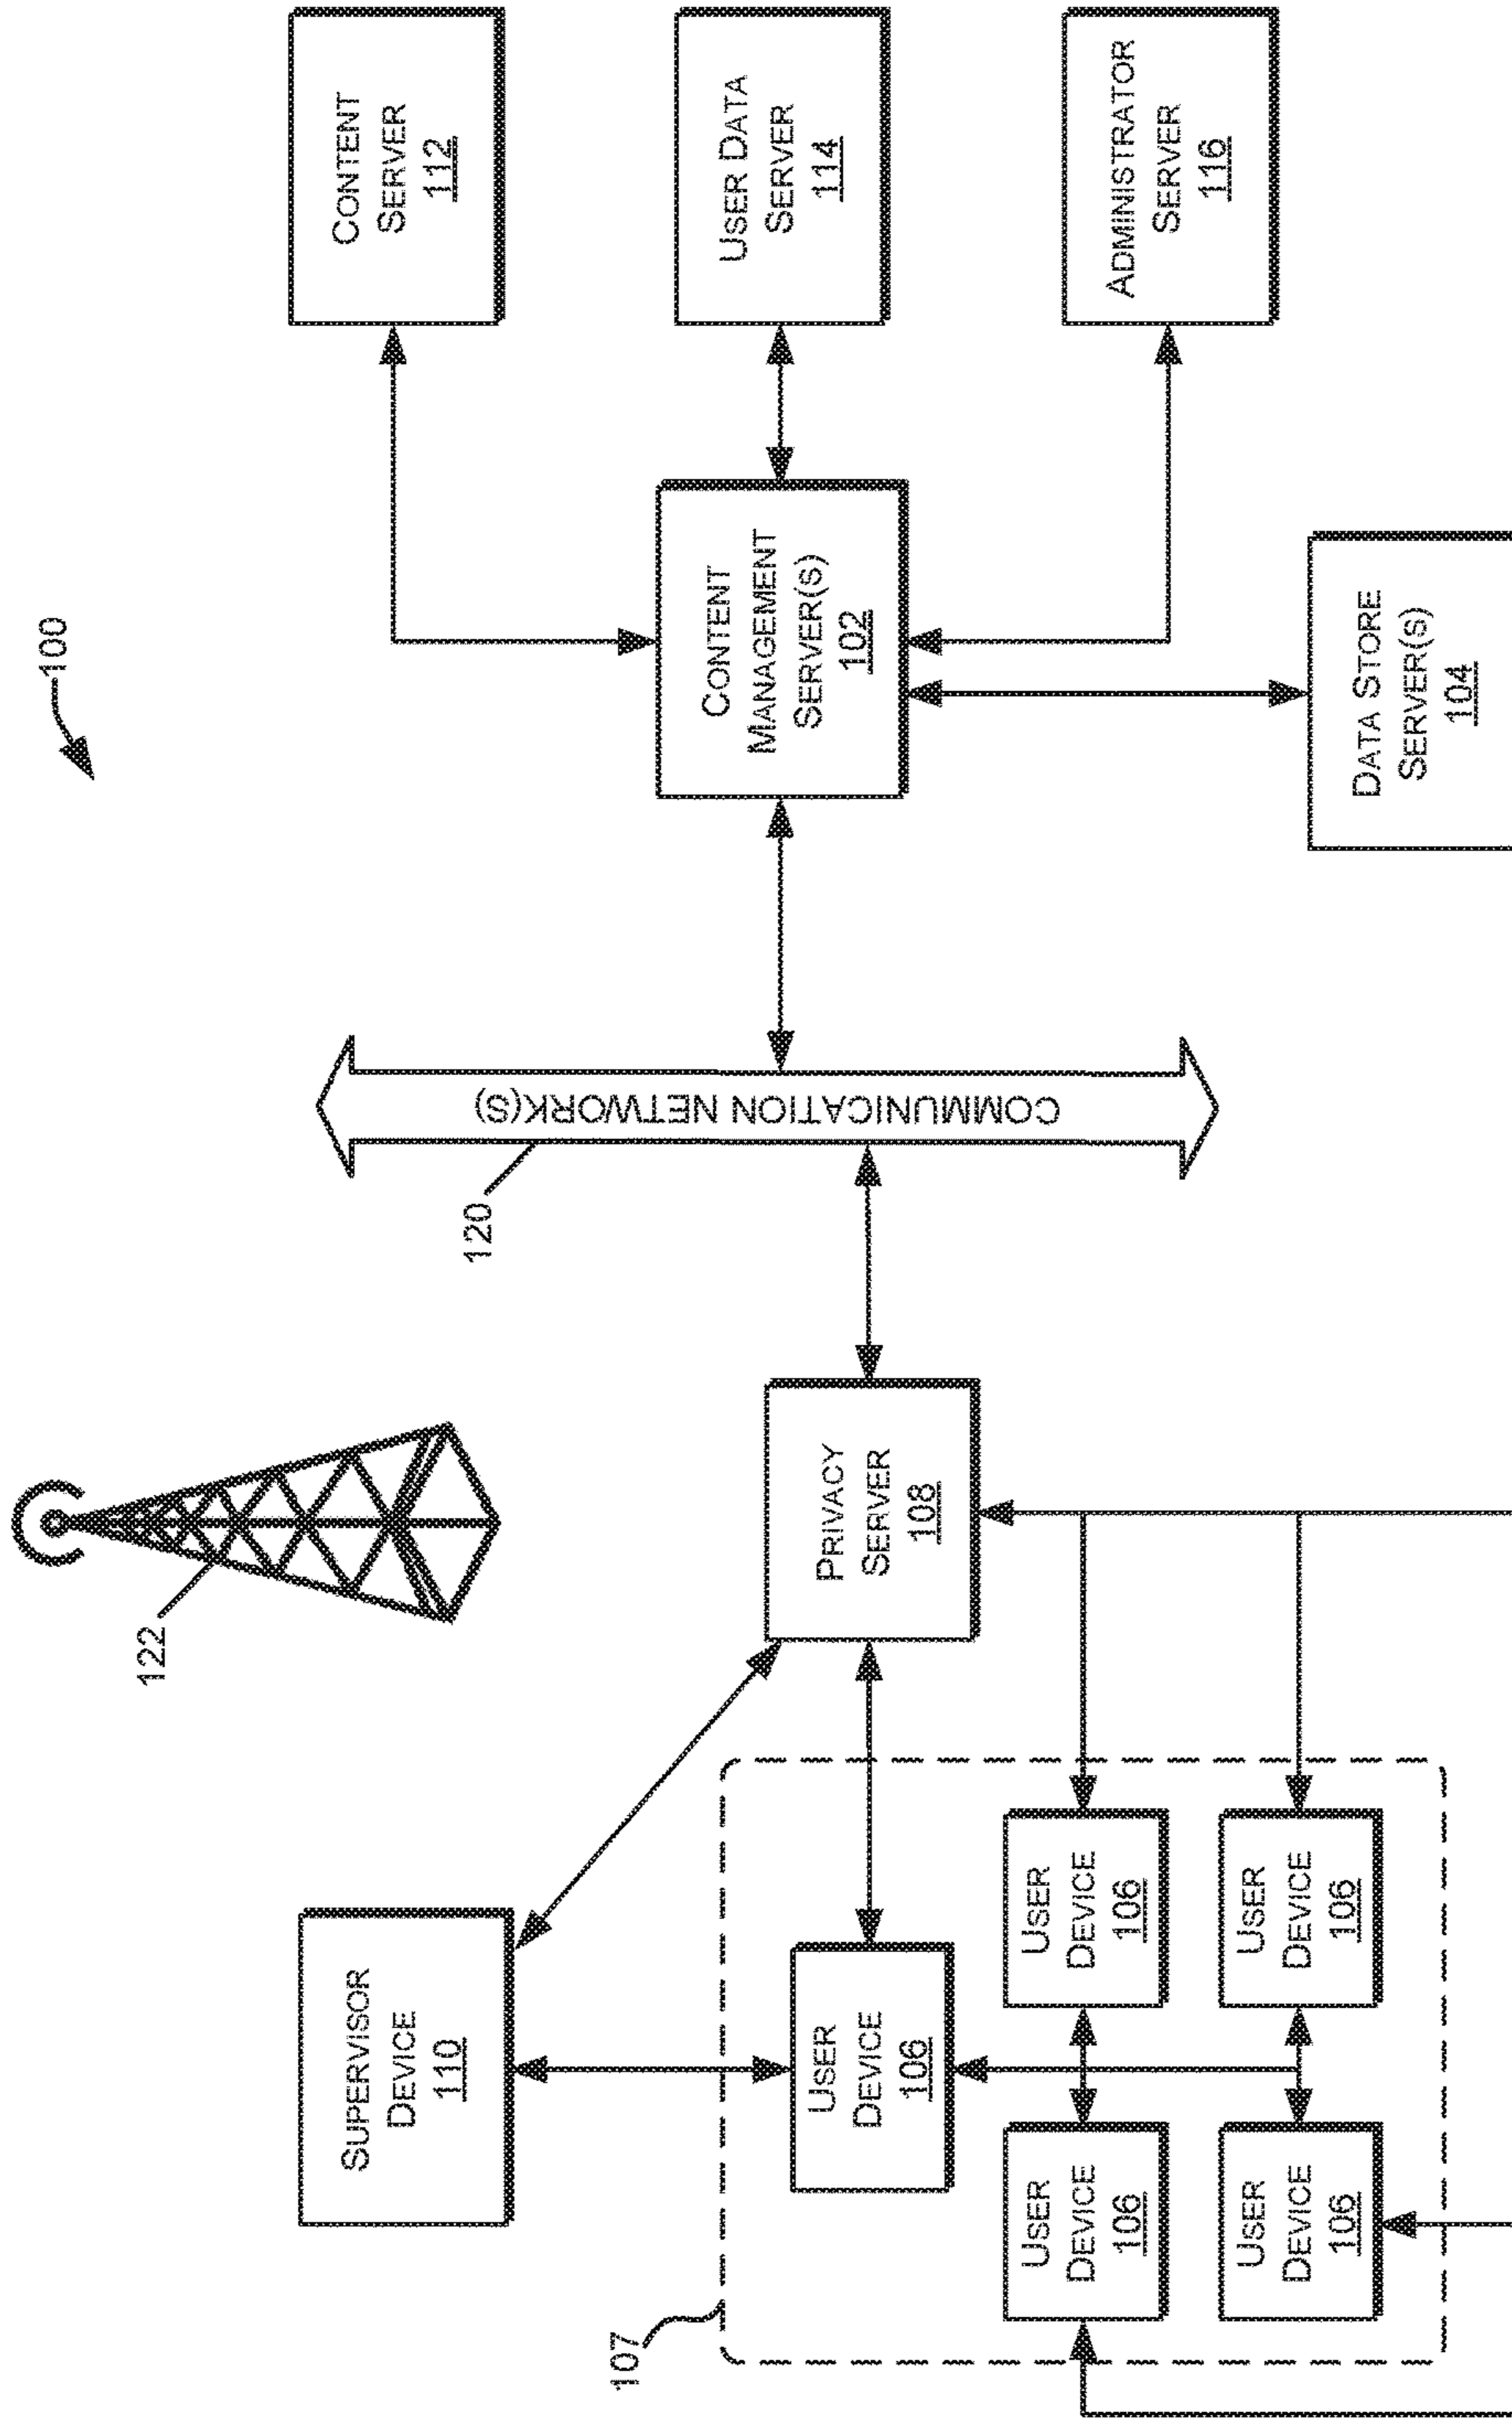 100
CONTENT
SERVER
112
USER DATA
SERVER
114
ADMINISTRATOR
SERVER
116
CONTENT
MANAGEMENT
SERVER(S)
102
DATA STORE
SERVER(S)
104
COMMUNICATION NETWORK(S)
120
122
PRIVACY
SERVER
108
SUPERVISOR
DEVICE
110
107
USER
DEVICE
106
USER
DEVICE
106
USER
DEVICE
106
USER
DEVICE
106
USER
DEVICE
106